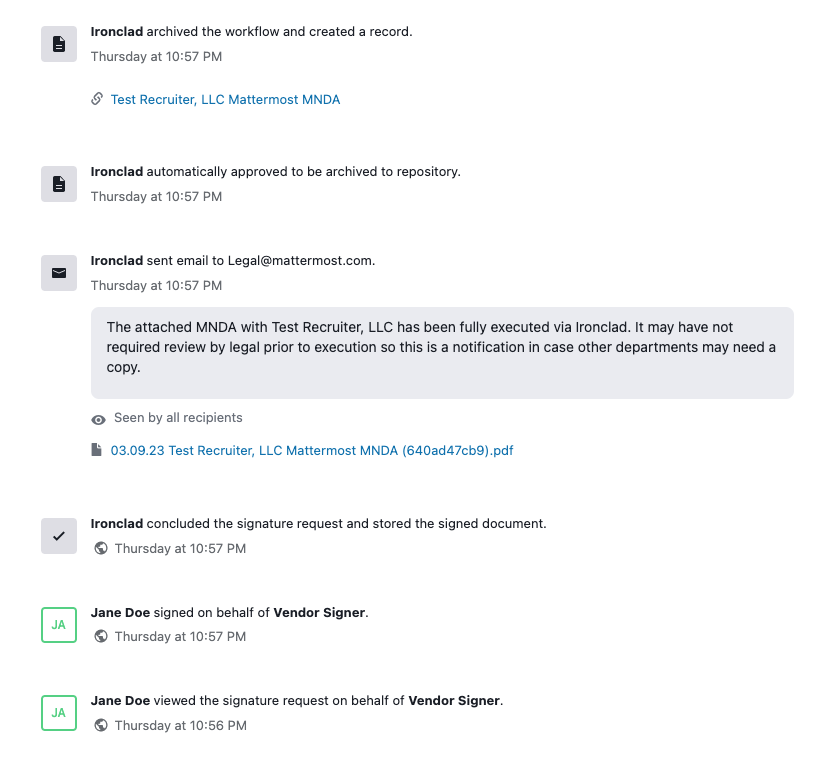 Ironclad archived the workflow and created a record.
Thursday at 10:57 PM
Test Recruiter, LLC Mattermost MNDA
Ironclad automatically approved to be archived to repository.
Thursday at 10:57 PM
Ironclad sent email to Legal@mattermost.com.
Thursday at 10:57 PM
The attached MNDA with Test Recruiter, LLC has been fully executed via Ironclad. It may have not
required review by legal prior to execution so this is a notification in case other departments may need a
copy.
Seen by all recipients
03.09.23 Test Recruiter, LLC Mattermost MNDA (640ad47cb9).pdf
Ironclad concluded the signature request and stored the signed document.
Thursday at 10:57 PM
JA
Jane Doe signed on behalf of Vendor Signer.
Thursday at 10:57 PM
JA
Jane Doe viewed the signature request on behalf of Vendor Signer.
Thursday at 10:56 PM